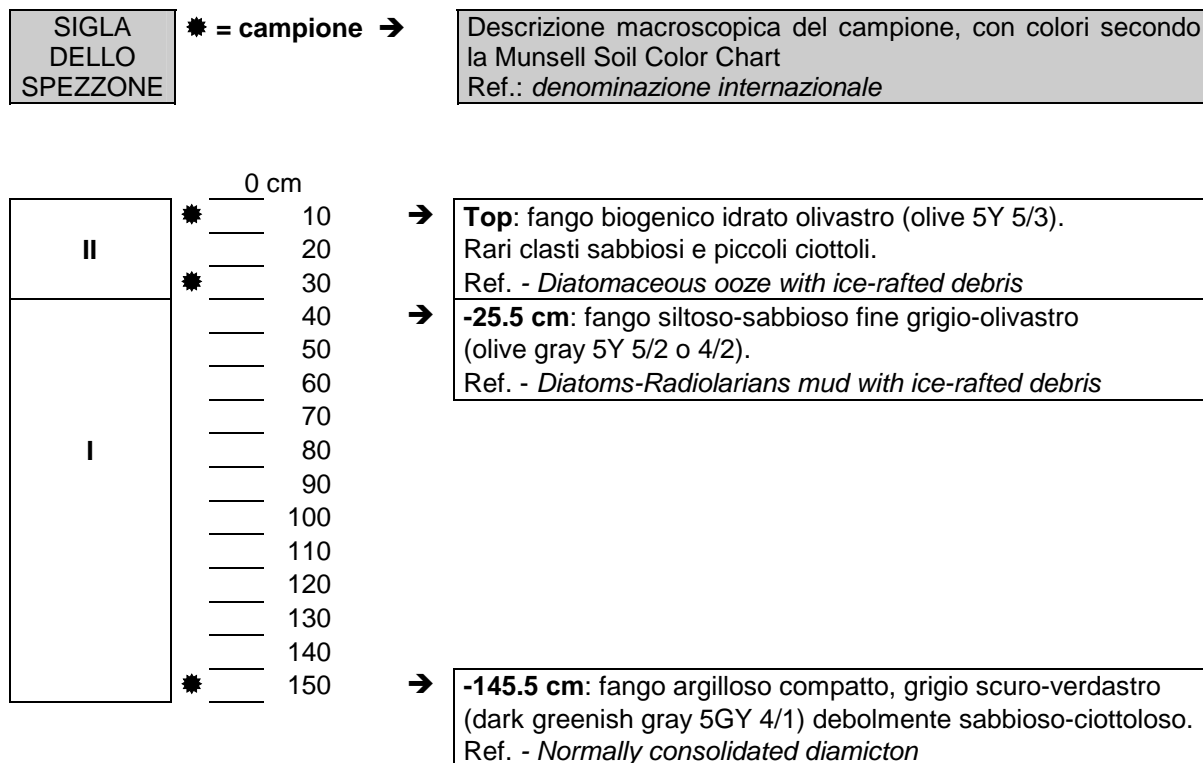 SIGLA
DELLO
SPEZZONE
✹ = campione ➔
Descrizione macroscopica del campione, con colori secondo
la Munsell Soil Color Chart
Ref.: denominazione internazionale
0 cm
✹ 10 ➔
II
20
✹ 30
Top: fango biogenico idrato olivastro (olive 5Y 5/3).
Rari clasti sabbiosi e piccoli ciottoli.
Ref. - Diatomaceous ooze with ice-rafted debris
40 ➔
50
60
-25.5 cm: fango siltoso-sabbioso fine grigio-olivastro
(olive gray 5Y 5/2 o 4/2).
Ref. - Diatoms-Radiolarians mud with ice-rafted debris
70
I
80
90
100
110
120
130
140
✹ 150 ➔
-145.5 cm: fango argilloso compatto, grigio scuro-verdastro
(dark greenish gray 5GY 4/1) debolmente sabbioso-ciottoloso.
Ref. - Normally consolidated diamicton